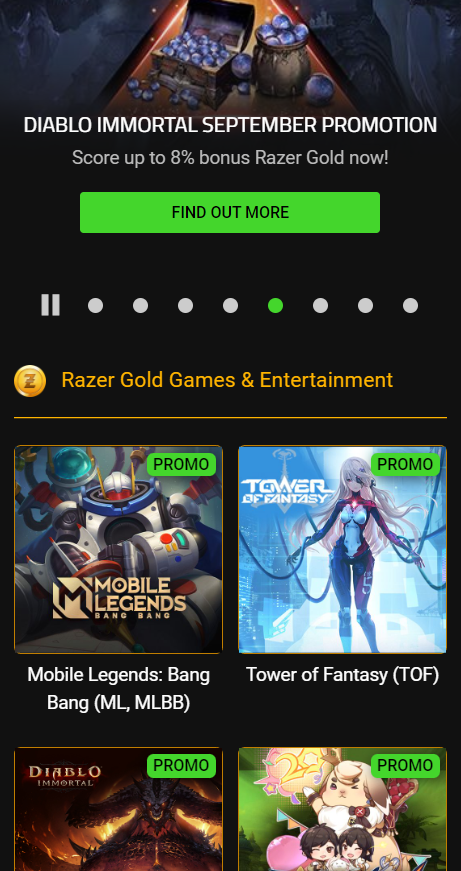 DIABLO IMMORTAL SEPTEMBER PROMOTION
Score up to 8% bonus Razer Gold now!
FIND OUT MORE
Razer Gold Games & Entertainment
PROMO
MOBILE
LEGENDS
BANG BANG
Mobile Legends: Bang
Bang (ML, MLBB)
PROMO
TOWER
OF FANTASY
Tower of Fantasy (TOF)
PROMO
DIABLO
IMMORTAL
PROMO